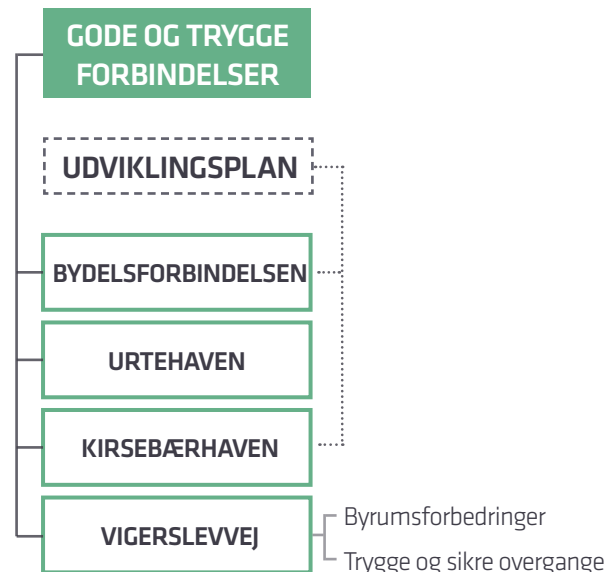 GODE OG TRYGGE
FORBINDELSER
UDVIKLINGSPLAN
BYDELSFORBINDELSEN
URTEHAVEN
KIRSEBÆRHAVEN
VIGERSLEVVEJ
Byrumsforbedringer
Trygge og sikre overgange